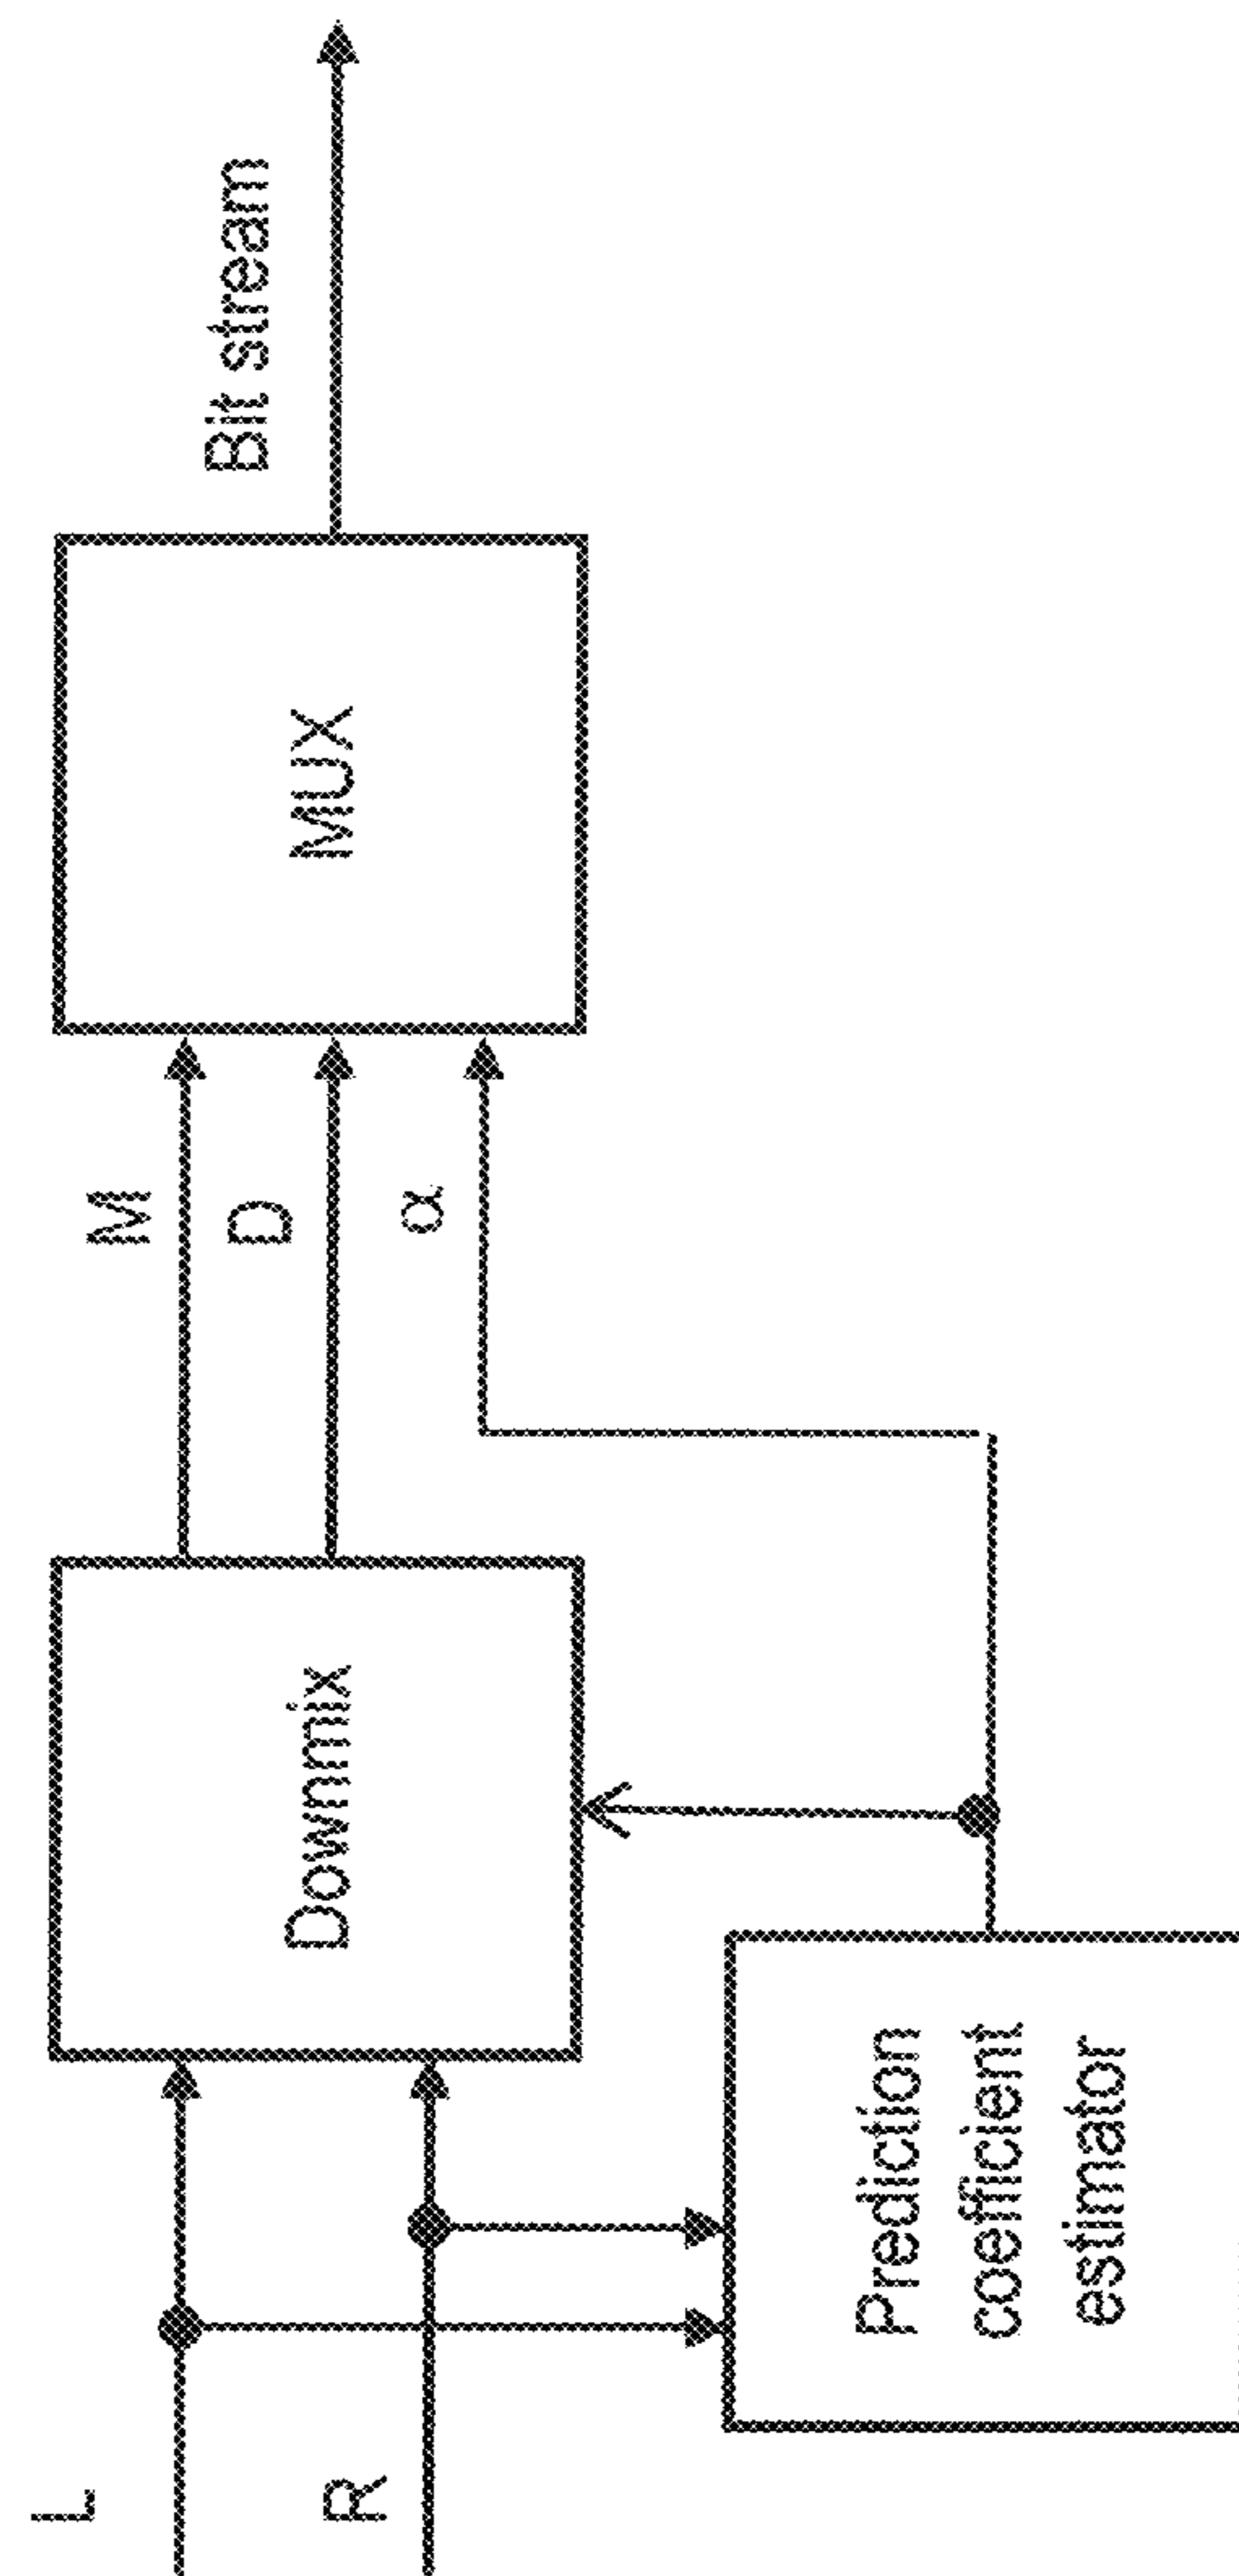 L
R
Downmix
Prediction
coefficient
estimator
M
D
α
MUX
Bit stream